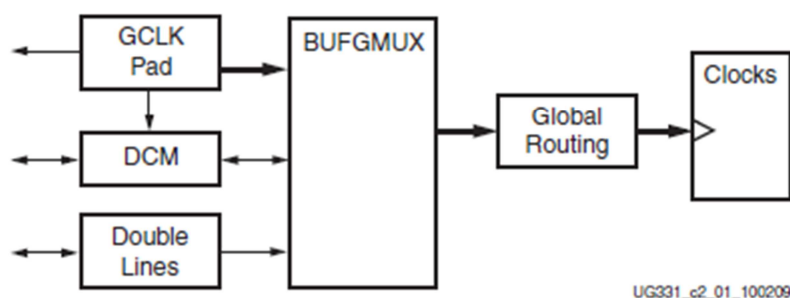 GCLK
Pad
BUFGMUX
Clocks
DCM
Global
Routing
Double
Lines
UG331_c2_01_100209